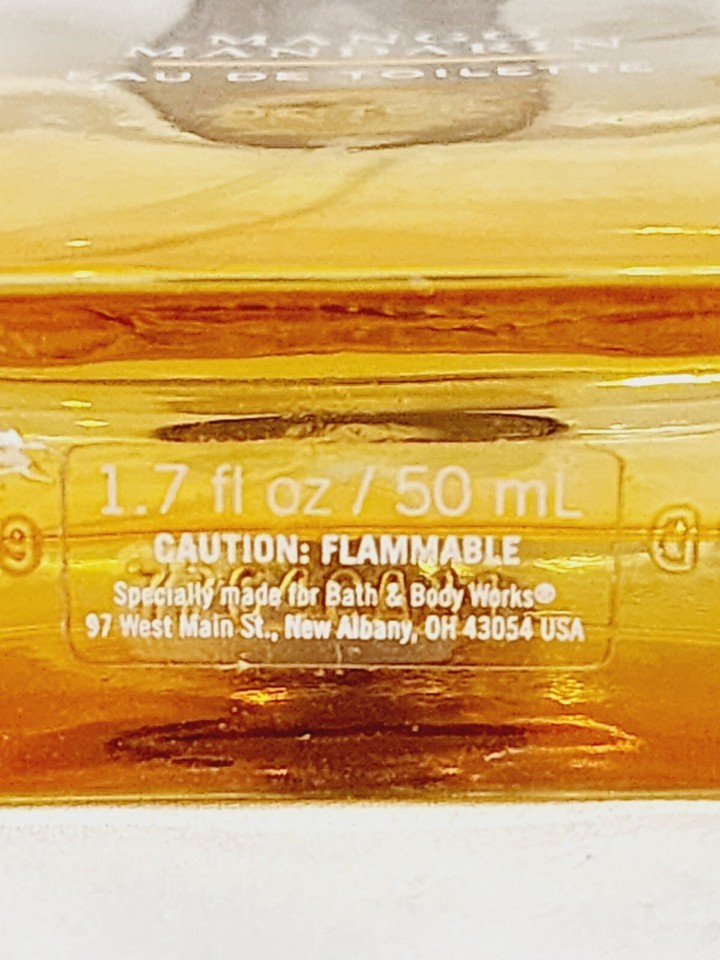 MANGO
MANDARIN
EAU DE TOILETTE
1.7 fl oz / 50 mL
CAUTION: FLAMMABLE
Specially made for Bath & Body Works®
97 West Main St., New Albany, OH 43054 USA